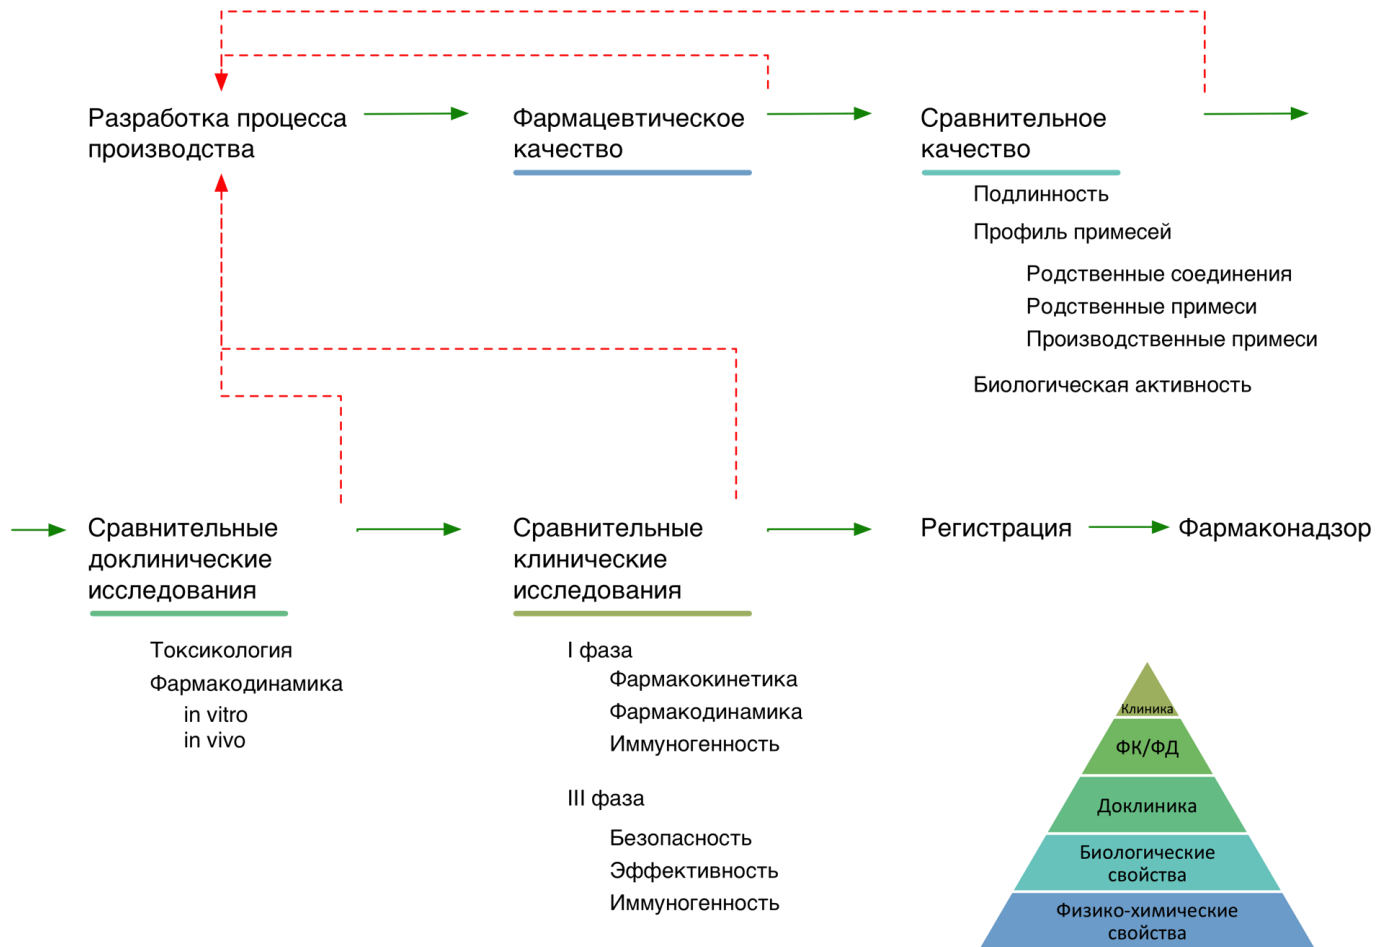 Разработка процесса
производства
Фармацевтическое
качество
Сравнительное
качество
Подлинность
Профиль примесей
Родственные соединения
Родственные примеси
Производственные примеси
Биологическая активность
Сравнительные
доклинические
исследования
Токсикология
Фармакодинамика
in vitro
in vivo
Сравнительные
клинические
исследования
I фаза
Фармакокинетика
Фармакодинамика
Иммуногенность
III фаза
Безопасность
Эффективность
Иммуногенность
Регистрация
Фармаконадзор
Клиника
ФК/ФД
Доклиника
Биологические
свойства
Физико-химические
свойства